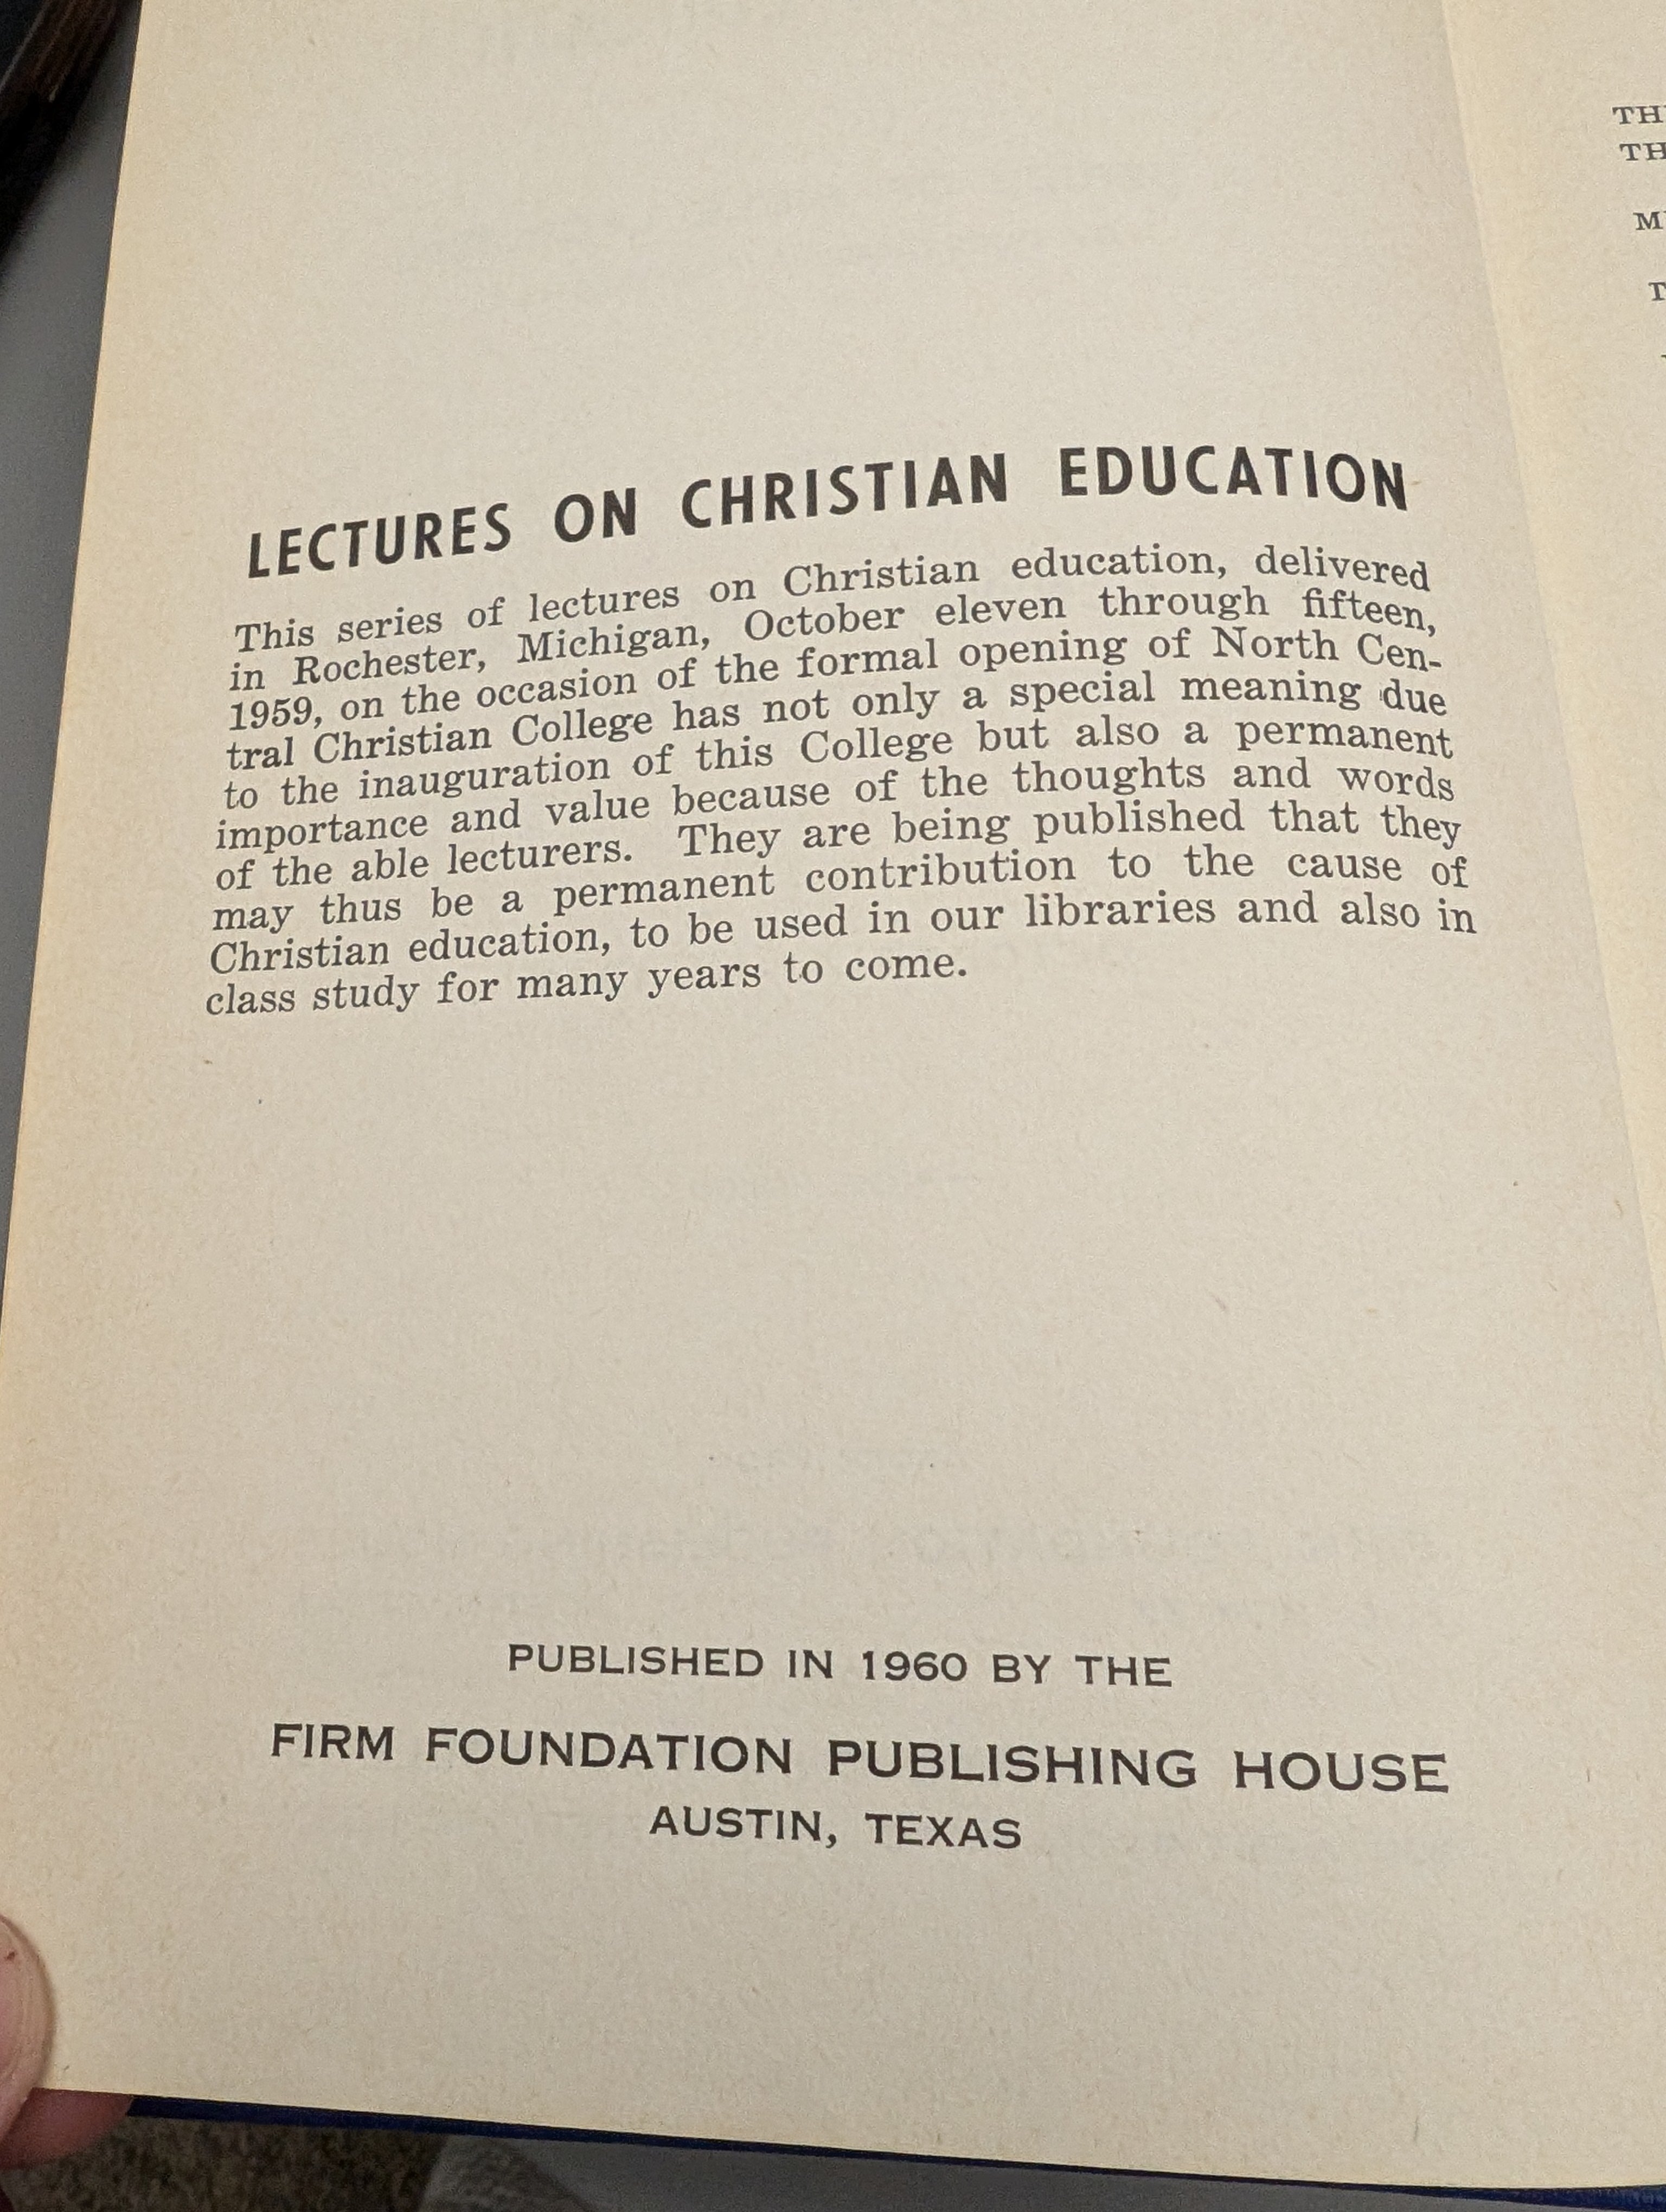 LECTURES ON CHRISTIAN EDUCATION
This series of lectures on Christian education, delivered
in Rochester, Michigan, October eleven through fifteen,
1959, on the occasion of the formal opening of North Cen-
tral Christian College has not only a special meaning due
to the inauguration of this College but also a permanent
importance and value because of the thoughts and words
of the able lecturers. They are being published that they
may thus be a permanent contribution to the cause of
Christian education, to be used in our libraries and also in
class study for many years to come.
PUBLISHED IN 1960 BY THE
FIRM FOUNDATION PUBLISHING HOUSE
AUSTIN, TEXAS